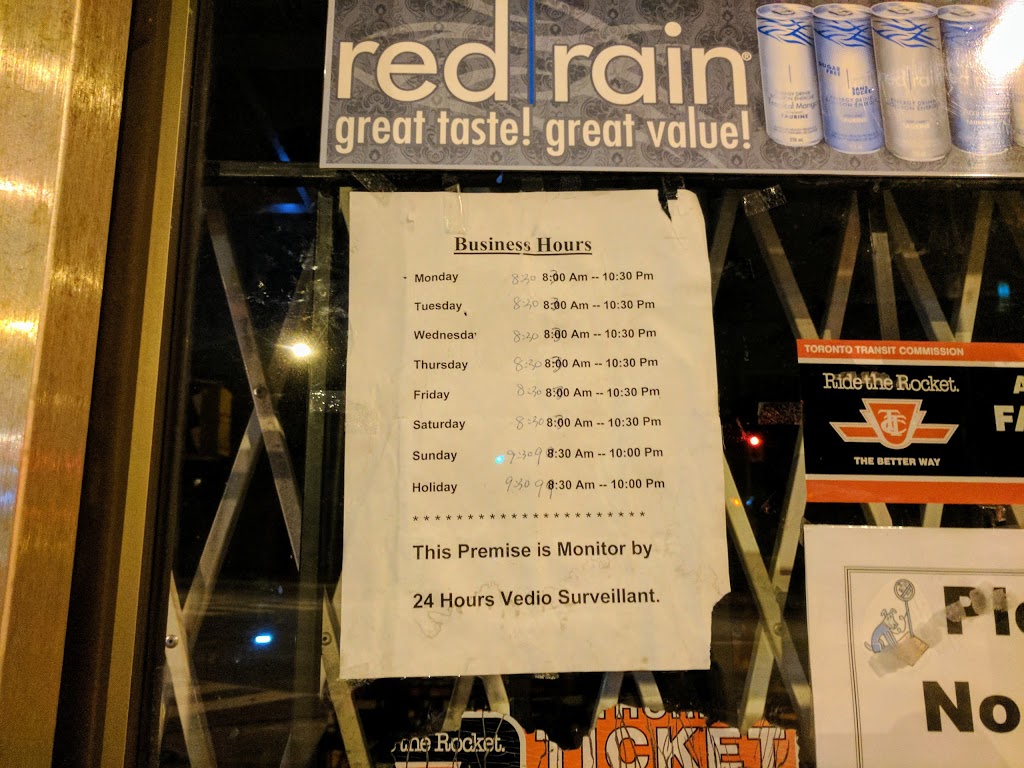 red rain®
great taste! great value!
Business Hours
Monday 8:30 8:00 Am -- 10:30 Pm
Tuesday 8:30 8:00 Am -- 10:30 Pm
Wednesday 8:30 8:00 Am -- 10:30 Pm
Thursday 8:30 8:00 Am -- 10:30 Pm
Friday 8:30 8:00 Am -- 10:30 Pm
Saturday 8:30 8:00 Am -- 10:30 Pm
Sunday 9:30 9 8:30 Am -- 10:00 Pm
Holiday 9:30 9 8:30 Am -- 10:00 Pm
* * * * * * * * * * * * * * * * * * * * * *
This Premise is Monitor by
24 Hours Vedio Surveillant.
TORONTO TRANSIT COMMISSION
Ride the Rocket.
TTC
THE BETTER WAY
No
the Rocket.
TICKET